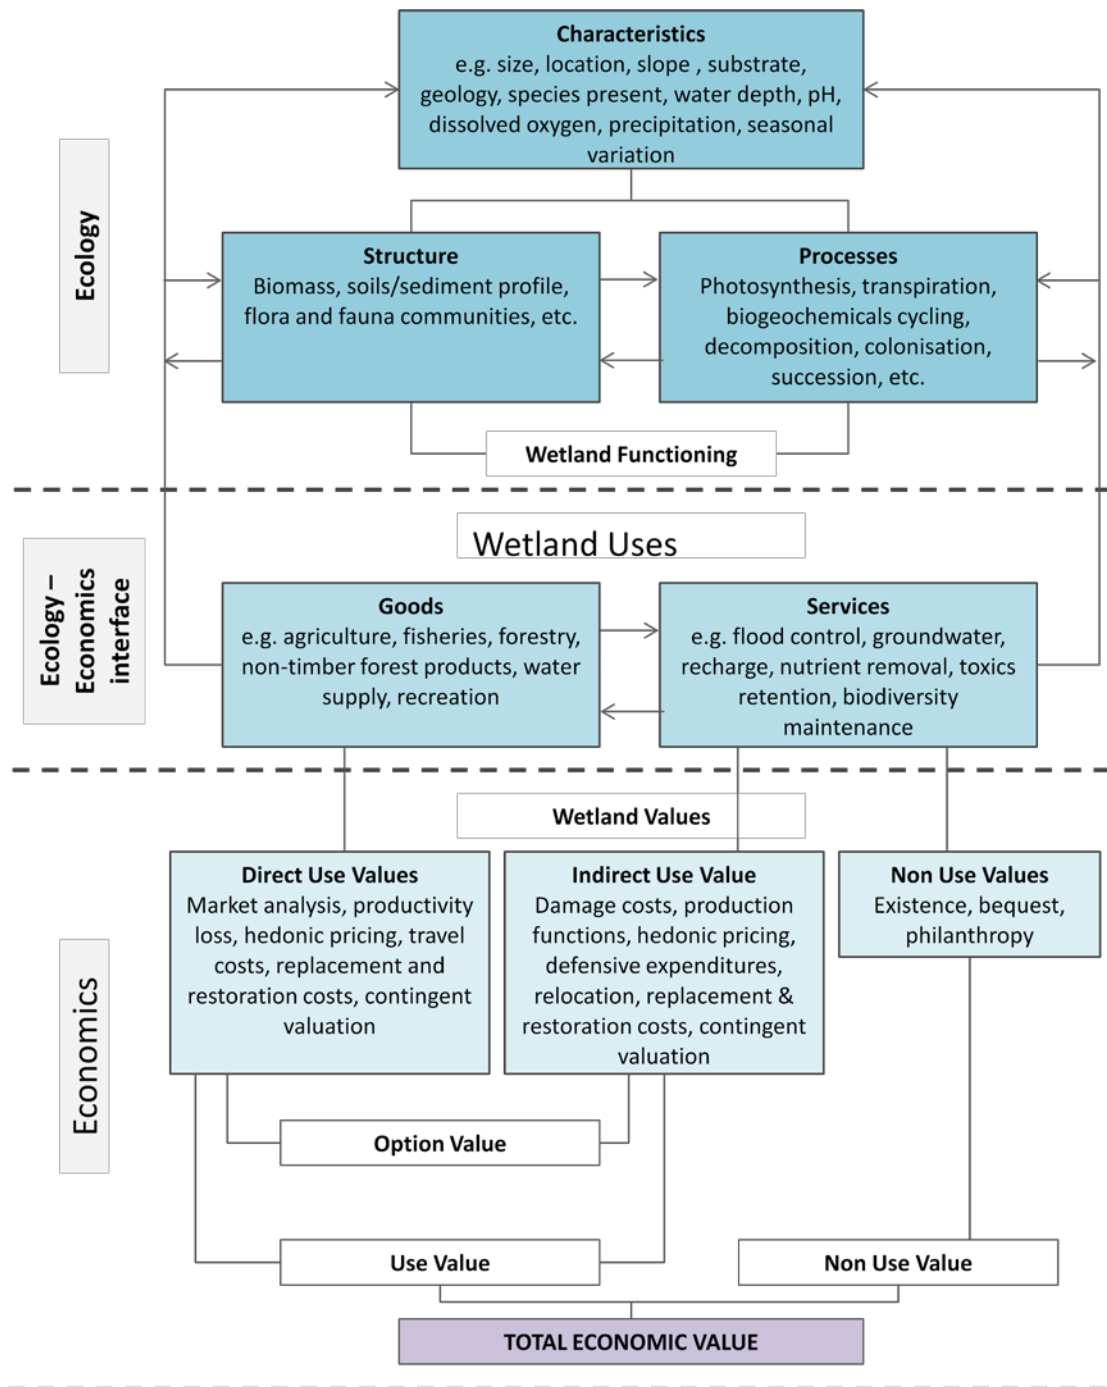 Characteristics
e.g. size, location, slope , substrate,
geology, species present, water depth, pH,
dissolved oxygen, precipitation, seasonal
variation
Ecology
Structure
Biomass, soils/sediment profile,
flora and fauna communities, etc.
Processes
Photosynthesis, transpiration,
biogeochemicals cycling,
decomposition, colonisation,
succession, etc.
Wetland Functioning
Ecology –
Economics
interface
Wetland Uses
Goods
e.g. agriculture, fisheries, forestry,
non-timber forest products, water
supply, recreation
Services
e.g. flood control, groundwater,
recharge, nutrient removal, toxics
retention, biodiversity
maintenance
Economics
Wetland Values
Direct Use Values
Market analysis, productivity
loss, hedonic pricing, travel
costs, replacement and
restoration costs, contingent
valuation
Indirect Use Value
Damage costs, production
functions, hedonic pricing,
defensive expenditures,
relocation, replacement &
restoration costs, contingent
valuation
Non Use Values
Existence, bequest,
philanthropy
Option Value
Use Value
Non Use Value
TOTAL ECONOMIC VALUE